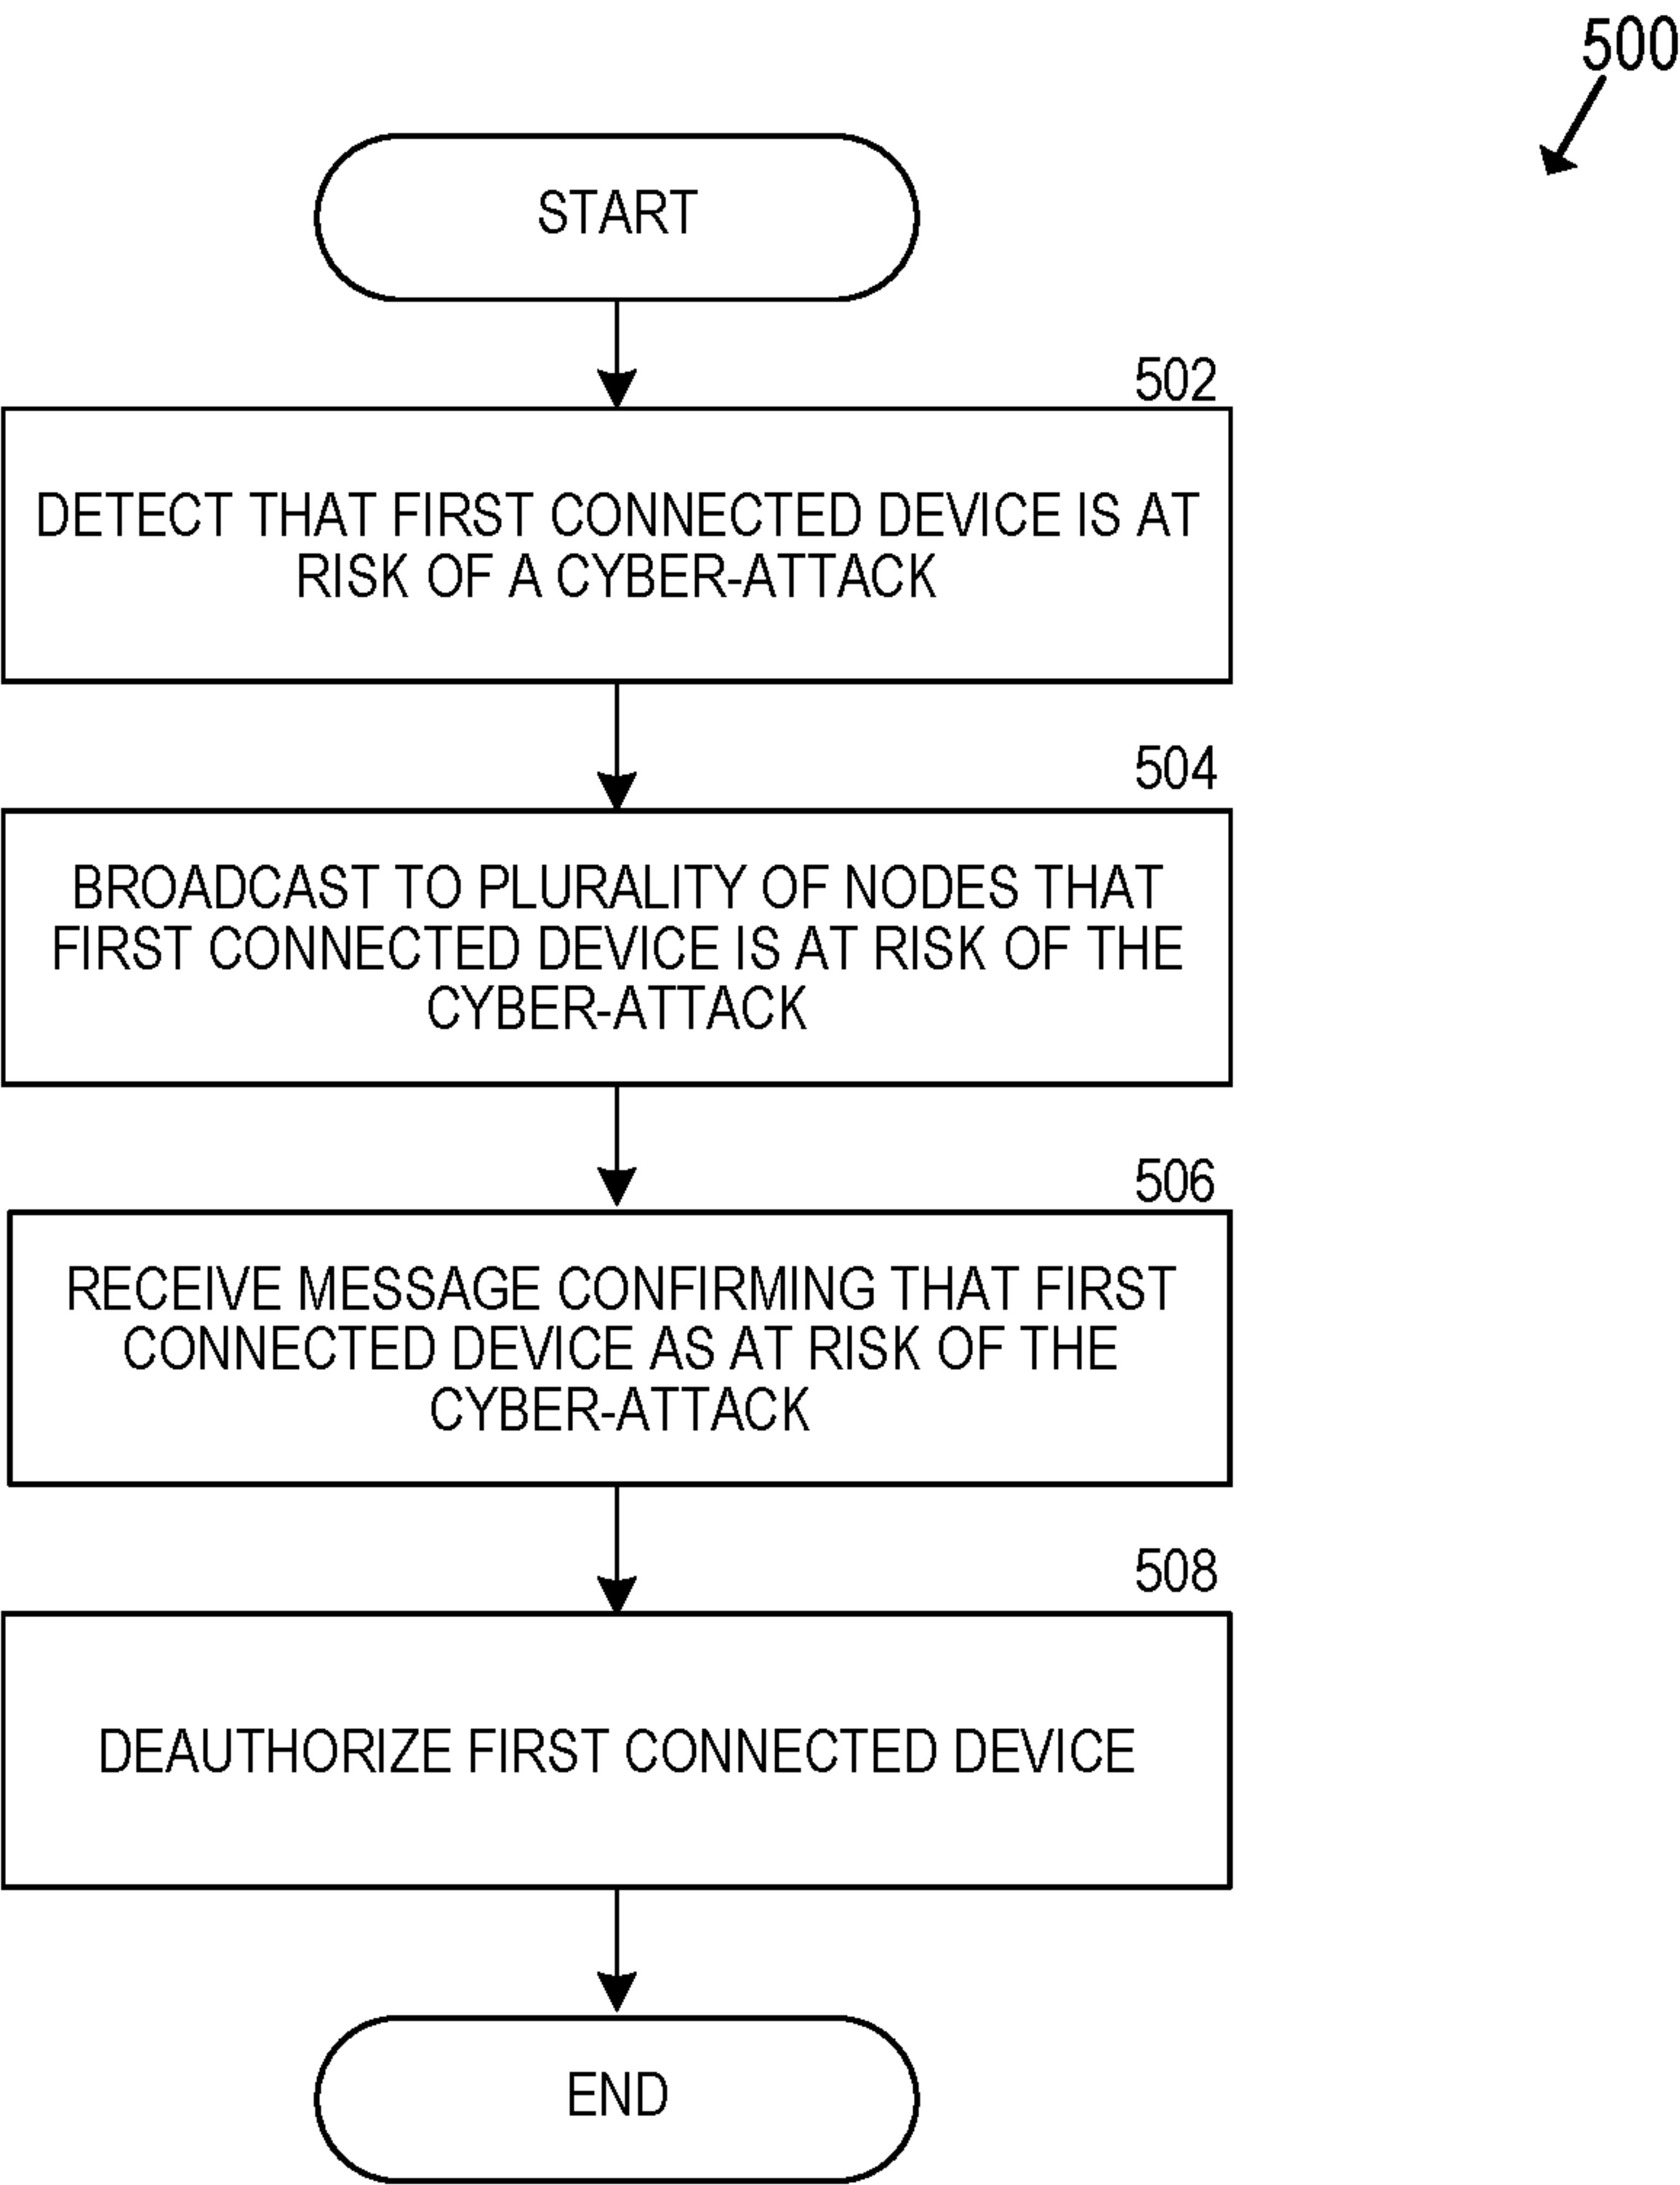 500
START
502
DETECT THAT FIRST CONNECTED DEVICE IS AT
RISK OF A CYBER-ATTACK
504
BROADCAST TO PLURALITY OF NODES THAT
FIRST CONNECTED DEVICE IS AT RISK OF THE
CYBER-ATTACK
506
RECEIVE MESSAGE CONFIRMING THAT FIRST
CONNECTED DEVICE AS AT RISK OF THE
CYBER-ATTACK
508
DEAUTHORIZE FIRST CONNECTED DEVICE
END